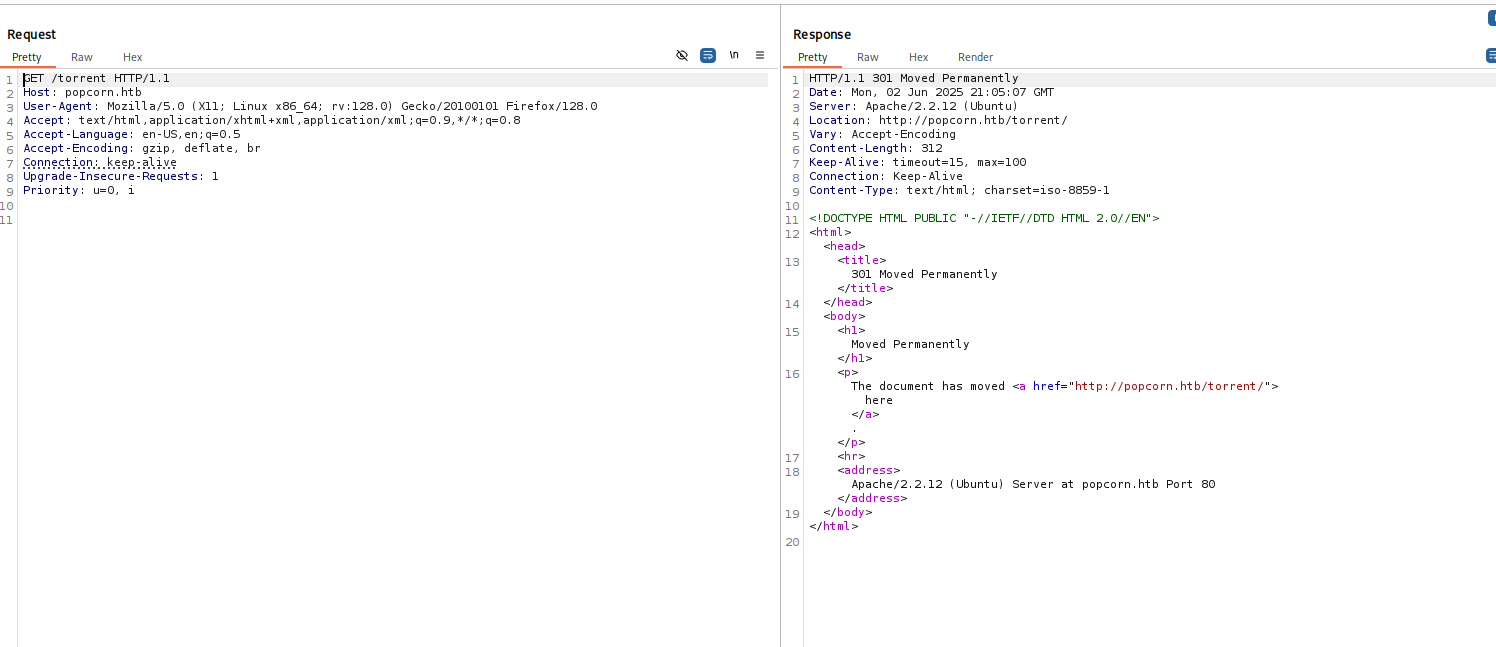 Request
Pretty Raw Hex \n
1 GET /torrent HTTP/1.1
2 Host: popcorn.htb
3 User-Agent: Mozilla/5.0 (X11; Linux x86_64; rv:128.0) Gecko/20100101 Firefox/128.0
4 Accept: text/html,application/xhtml+xml,application/xml;q=0.9,*/*;q=0.8
5 Accept-Language: en-US,en;q=0.5
6 Accept-Encoding: gzip, deflate, br
7 Connection: keep-alive
8 Upgrade-Insecure-Requests: 1
9 Priority: u=0, i
10
11
Response
Pretty Raw Hex Render
1 HTTP/1.1 301 Moved Permanently
2 Date: Mon, 02 Jun 2025 21:05:07 GMT
3 Server: Apache/2.2.12 (Ubuntu)
4 Location: http://popcorn.htb/torrent/
5 Vary: Accept-Encoding
6 Content-Length: 312
7 Keep-Alive: timeout=15, max=100
8 Connection: Keep-Alive
9 Content-Type: text/html; charset=iso-8859-1
10
11 <!DOCTYPE HTML PUBLIC "-//IETF//DTD HTML 2.0//EN">
12 <html>
<head>
13 <title>
301 Moved Permanently
</title>
14 </head>
<body>
15 <h1>
Moved Permanently
</h1>
16 <p>
The document has moved <a href="http://popcorn.htb/torrent/">
here
</a>
.
</p>
17 <hr>
18 <address>
Apache/2.2.12 (Ubuntu) Server at popcorn.htb Port 80
</address>
19 </body>
</html>
20